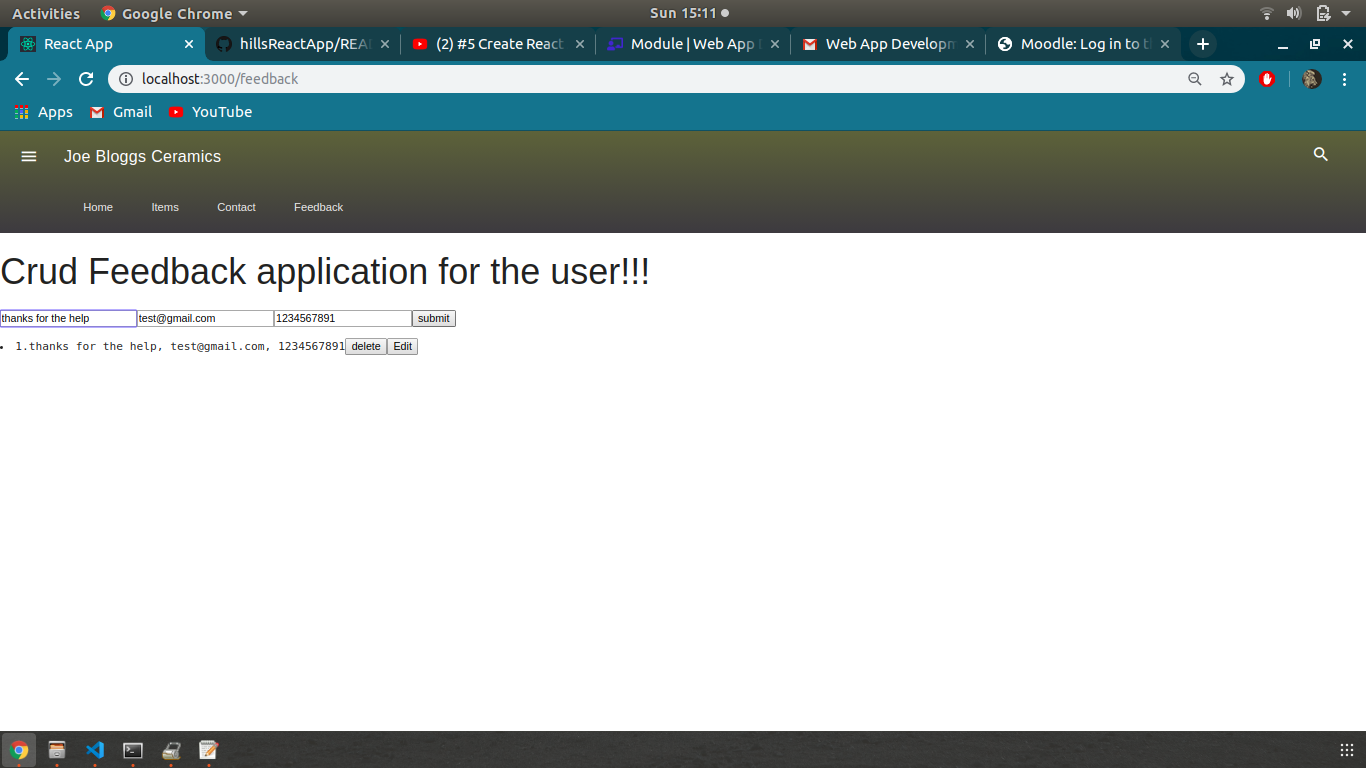 Activities Google Chrome Sun 15:11
React App hillsReactApp/REA (2) #5 Create React Module | Web App Web App Developm Moodle: Log in to t
localhost:3000/feedback
Apps Gmail YouTube
Joe Bloggs Ceramics
Home Items Contact Feedback
Crud Feedback application for the user!!!
thanks for the help test@gmail.com 1234567891 submit
1.thanks for the help, test@gmail.com, 1234567891 delete Edit